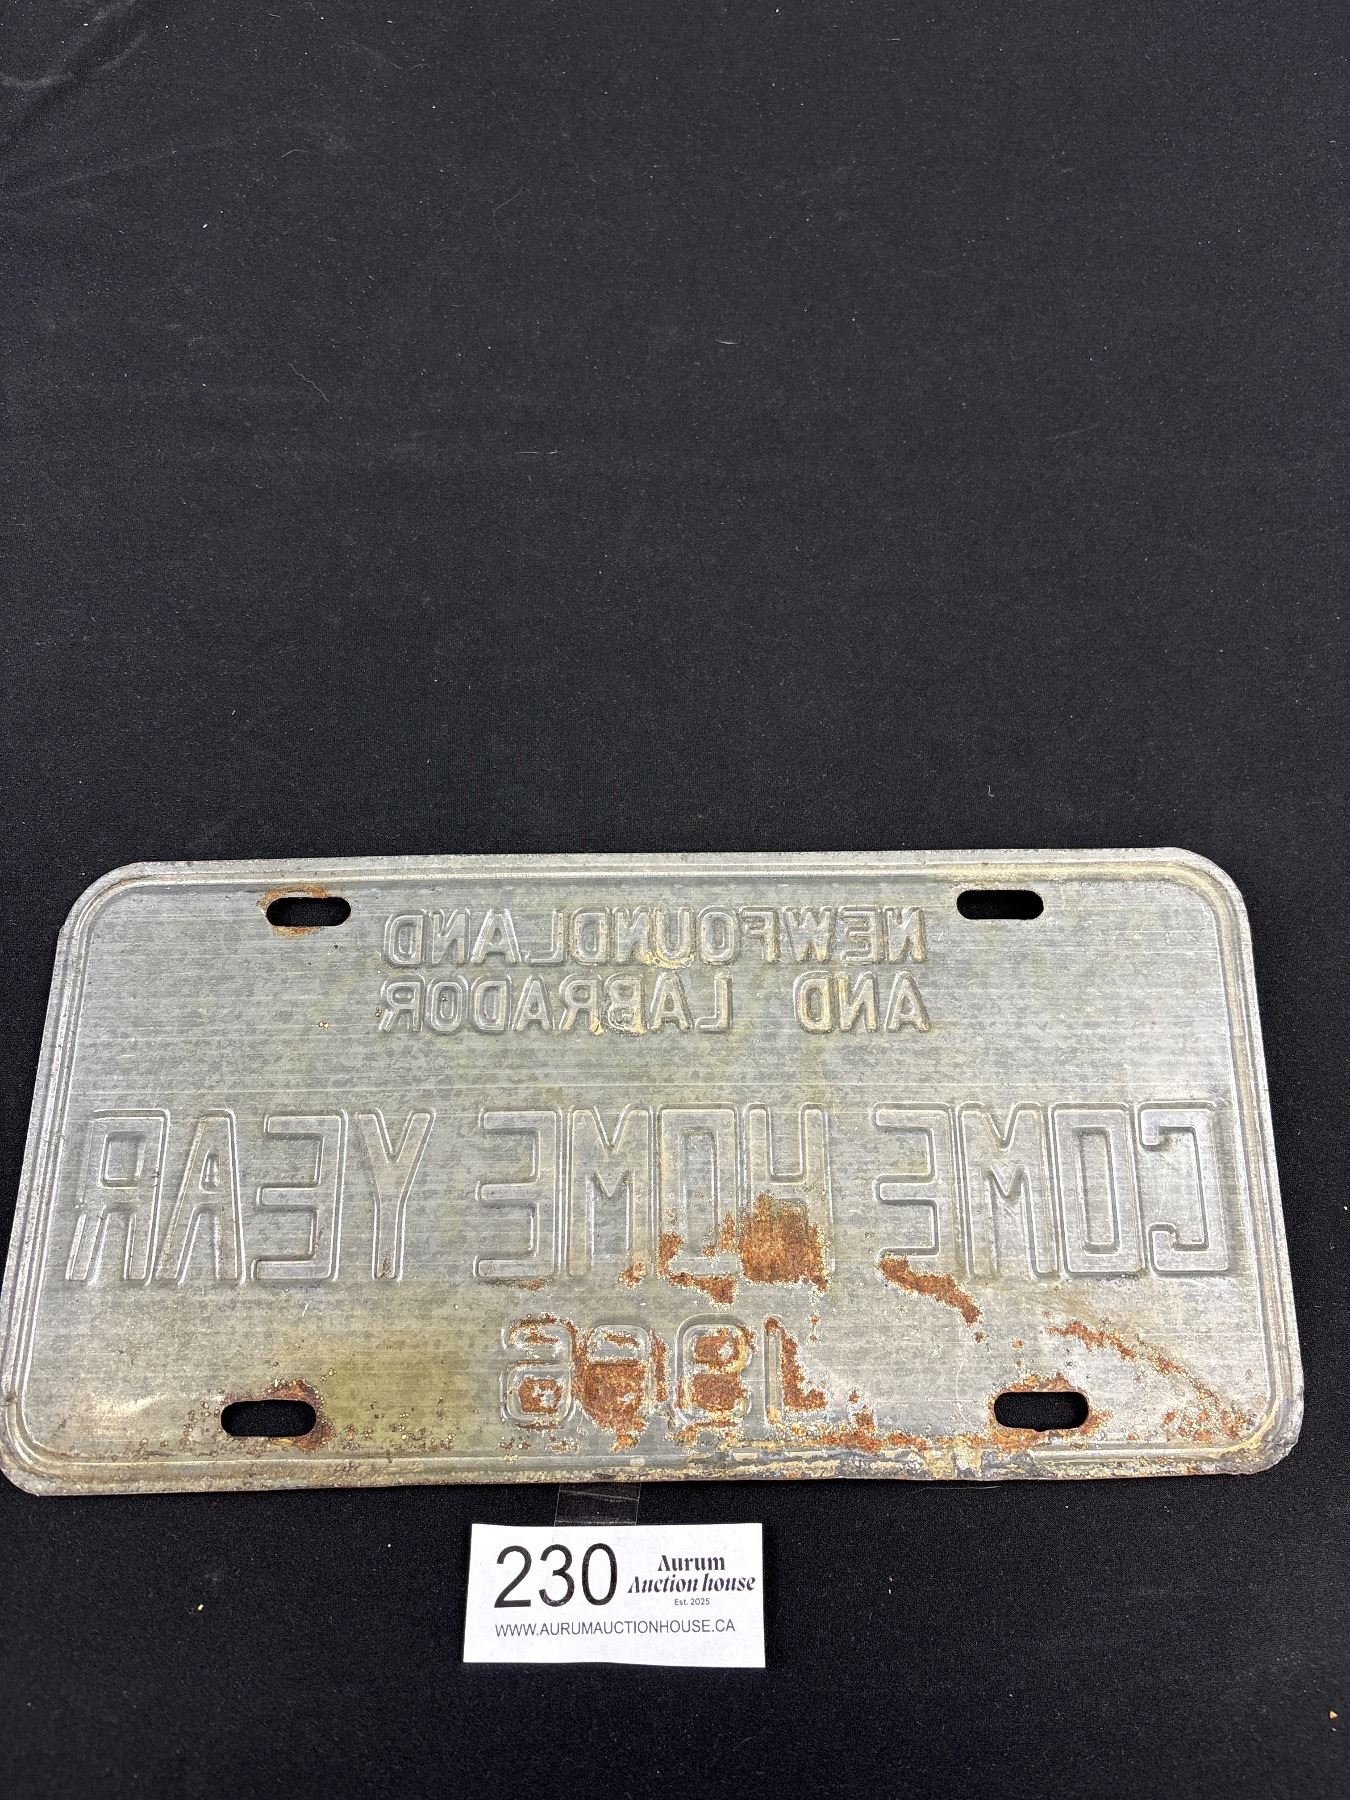 NEWFOUNDLAND
AND LABRADOR
COME HOME YEAR
1966
230 Aurum
Auction house
Est. 2025
WWW.AURUMAUCTIONHOUSE.CA